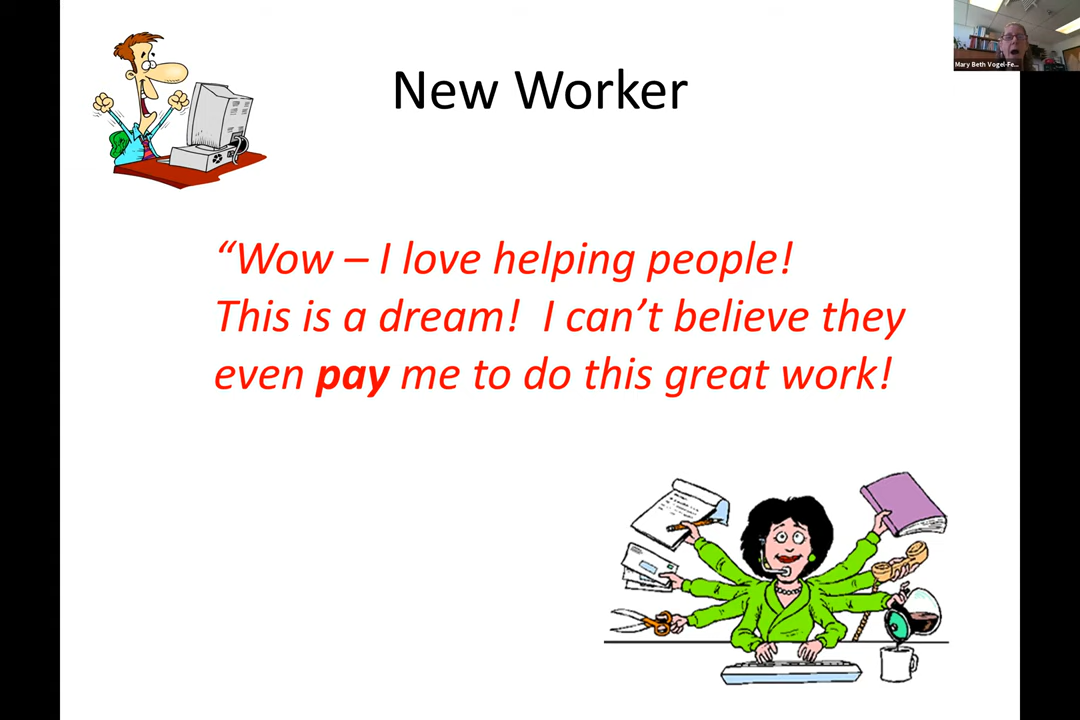 Mary Beth Vogel-Fe...
New Worker
“Wow – I love helping people!
This is a dream!  I can’t believe they
even pay me to do this great work!